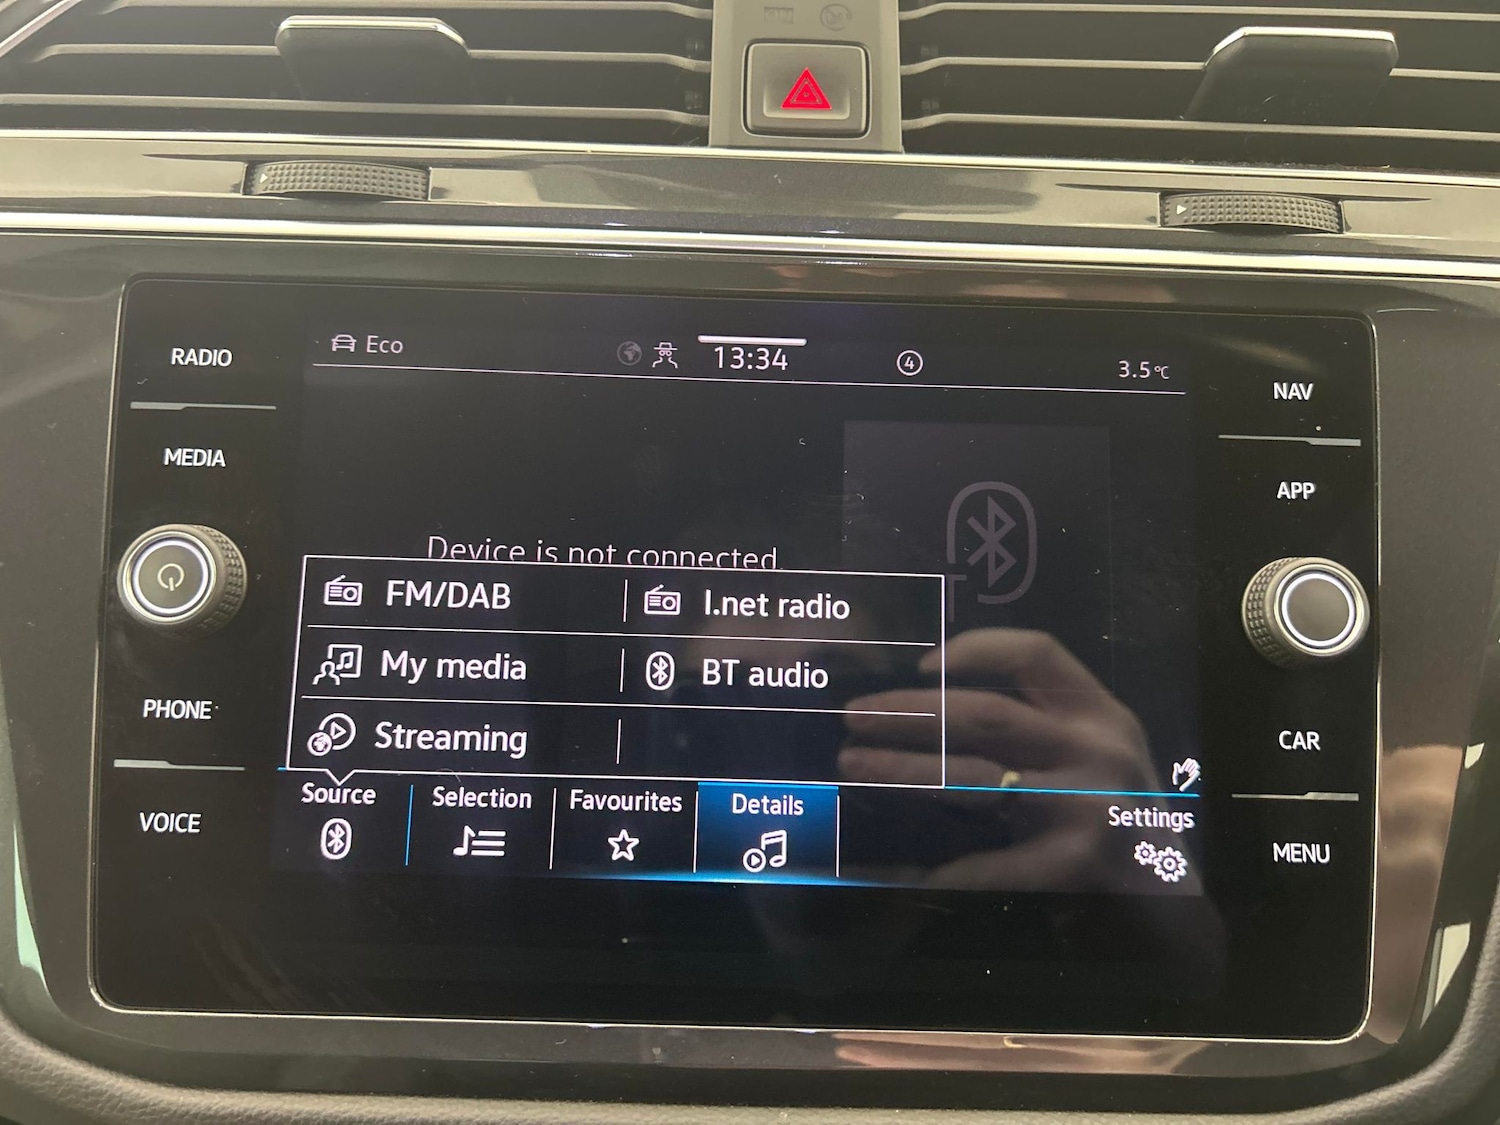 RADIO
MEDIA
PHONE
VOICE
Eco
13:34
4
3.5°C
Device is not connected.
FM/DAB
I.net radio
My media
BT audio
Streaming
Source
Selection
Favourites
Details
Settings
NAV
APP
CAR
MENU